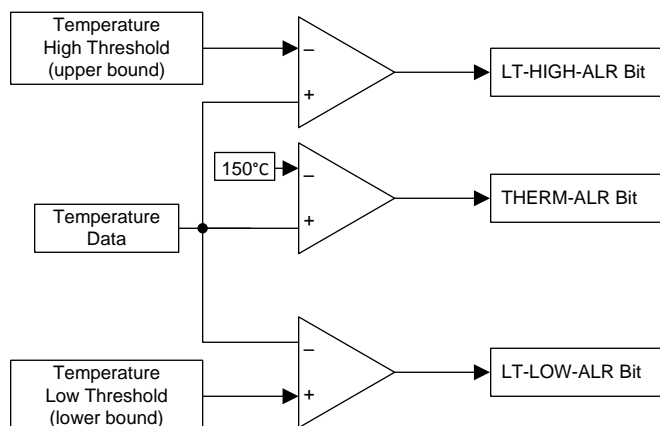 Temperature
High Threshold
(upper bound)
−
+
LT-HIGH-ALR Bit
150°C
−
+
THERM-ALR Bit
Temperature
Data
−
+
LT-LOW-ALR Bit
Temperature
Low Threshold
(lower bound)